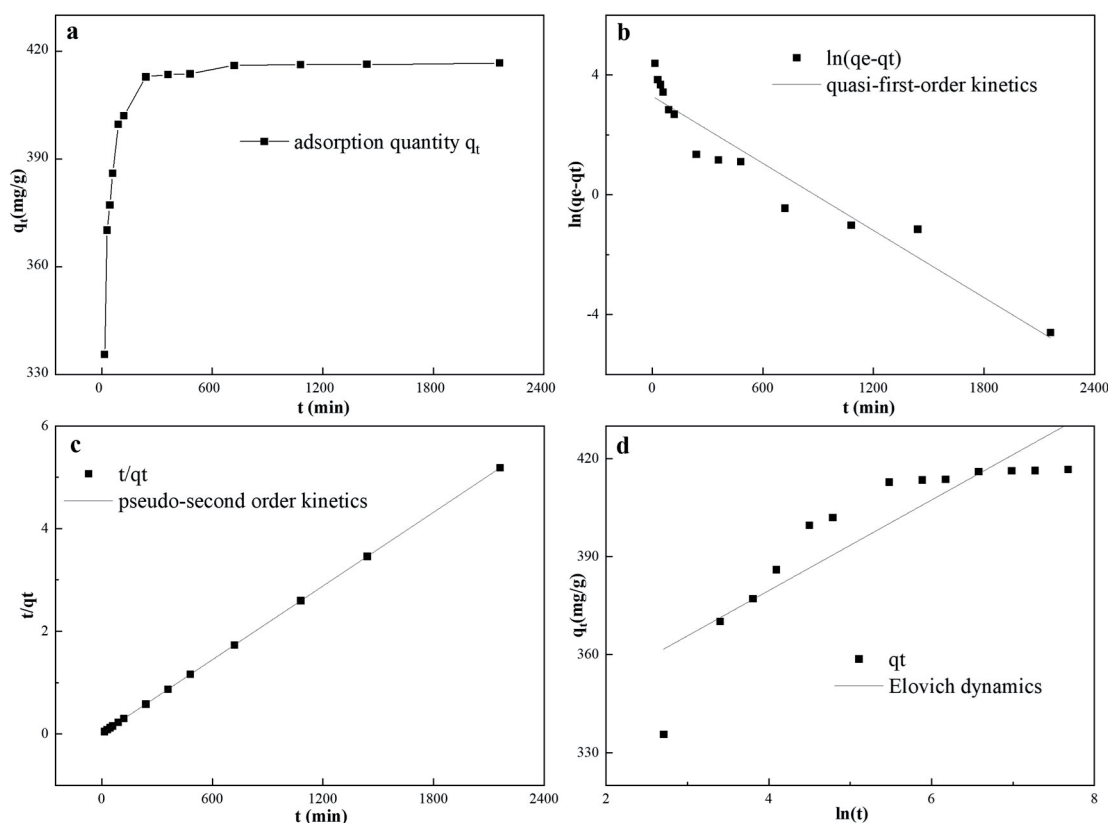 a
420
390
360
330
qt(mg/g)
adsorption quantity qt
0
600
1200
1800
2400
t (min)
b
4
0
-4
ln(qe-qt)
ln(qe-qt)
quasi-first-order kinetics
0
600
1200
1800
2400
t (min)
c
6
4
2
0
t/qt
t/qt
pseudo-second order kinetics
0
600
1200
1800
2400
t (min)
d
420
390
360
330
qt(mg/g)
qt
Elovich dynamics
2
4
6
8
ln(t)